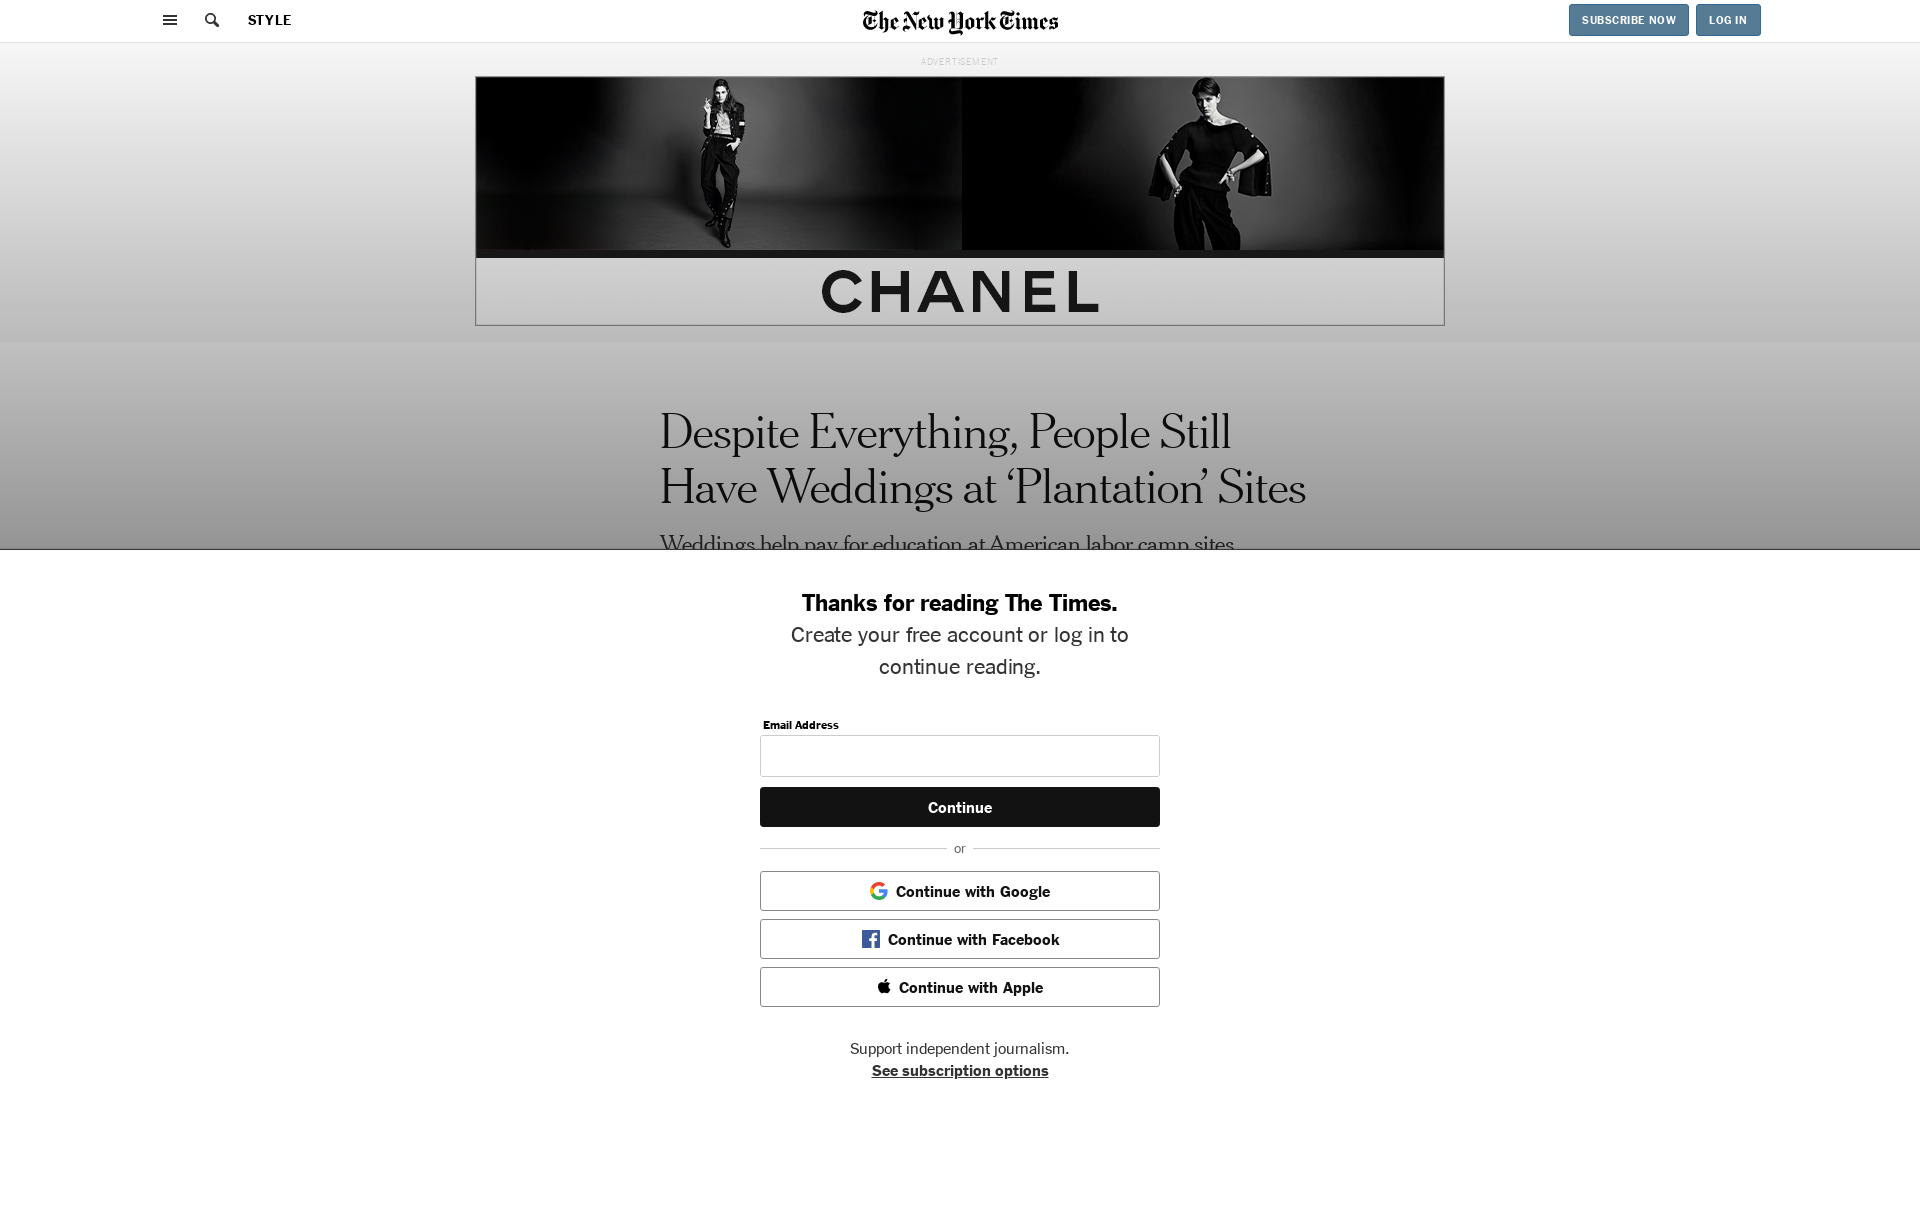 STYLE
The New York Times
SUBSCRIBE NOW
LOG IN
ADVERTISEMENT
CHANEL
Despite Everything, People Still
Have Weddings at ‘Plantation’ Sites
Weddings help pay for education at American labor camp sites
Thanks for reading The Times.
Create your free account or log in to
continue reading.
Email Address
Continue
or
Continue with Google
Continue with Facebook
Continue with Apple
Support independent journalism.
See subscription options